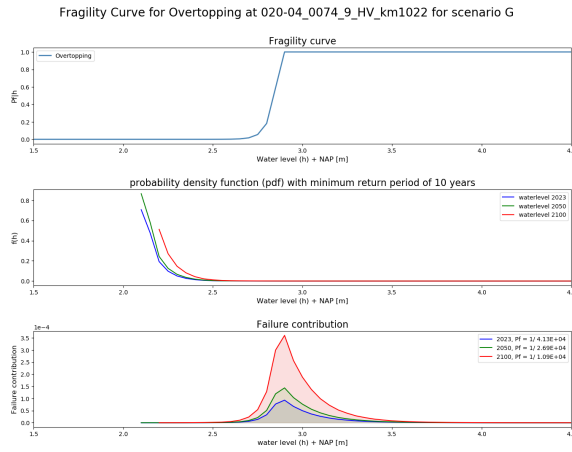 Fragility Curve for Overtopping at 020-04_0074_9_HV_km1022 for scenario G
Fragility curve
1.0
0.8
0.6
0.4
0.2
0.0
Pf|h
Overtopping
1.5 2.0 2.5 3.0 3.5 4.0 4.
Water level (h) + NAP [m]
probability density function (pdf) with minimum return period of 10 years
0.8
0.6
0.4
0.2
0.0
f(h)
waterlevel 2023
waterlevel 2050
waterlevel 2100
1.5 2.0 2.5 3.0 3.5 4.0 4.
Water level (h) + NAP [m]
Failure contribution
1e−4
3.5
3.0
2.5
2.0
1.5
1.0
0.5
0.0
Failure contribution
2023, Pf = 1/ 4.13E+04
2050, Pf = 1/ 2.69E+04
2100, Pf = 1/ 1.09E+04
1.5 2.0 2.5 3.0 3.5 4.0 4.
water level (h) + NAP [m]